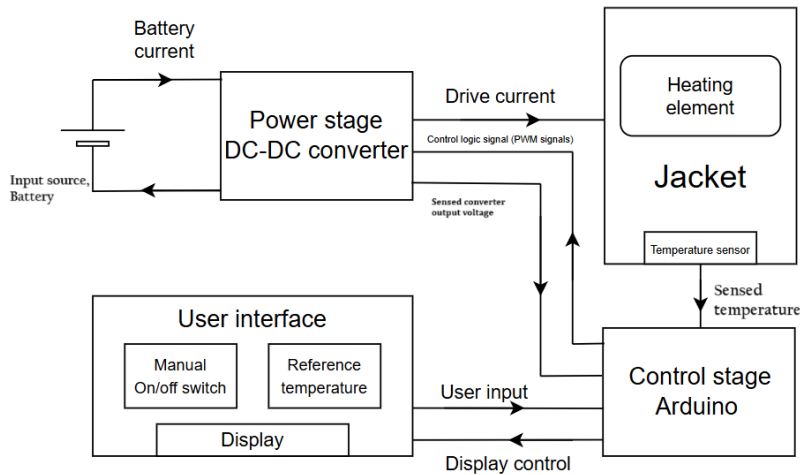 Battery
current
Power stage
DC-DC converter
Input source,
Battery
Drive current
Control logic signal (PWM signals)
Sensed converter
output voltage
Heating
element
Jacket
Temperature sensor
Sensed
temperature
User interface
Manual
On/off switch
Reference
temperature
Display
User input
Display control
Control stage
Arduino